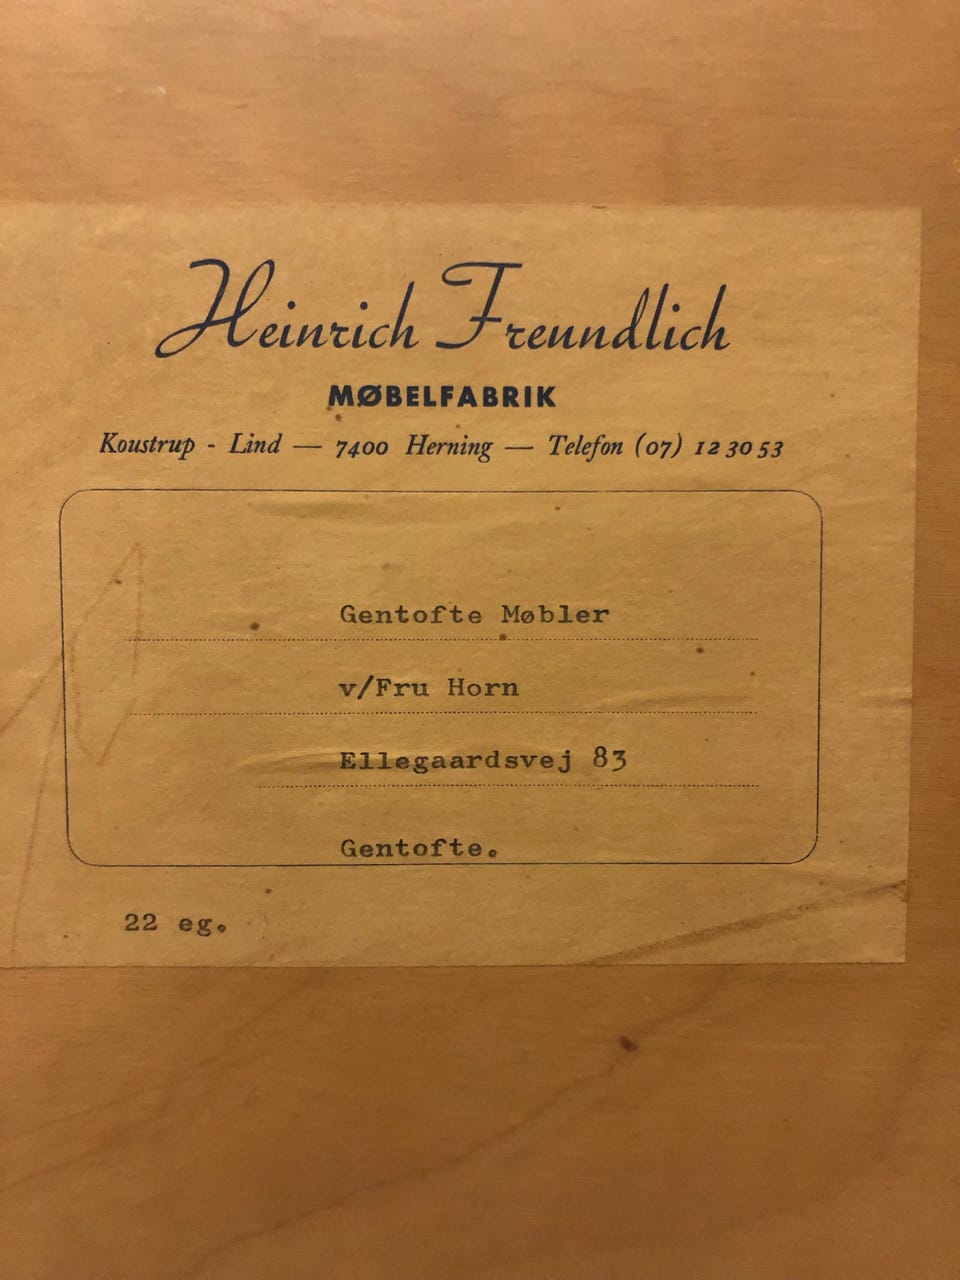 Heinrich Freundlich
MØBELFABRIK
Koustrup - Lind — 7400 Herning — Telefon (07) 12 30 53
Gentofte Møbler
v/Fru Horn
Ellegaardsvej 83
Gentofte.
22 eg.